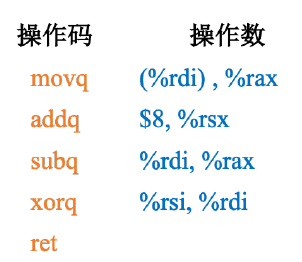 操作码 操作数
movq (%rdi) , %rax
addq $8, %rsx
subq %rdi, %rax
xorq %rsi, %rdi
ret